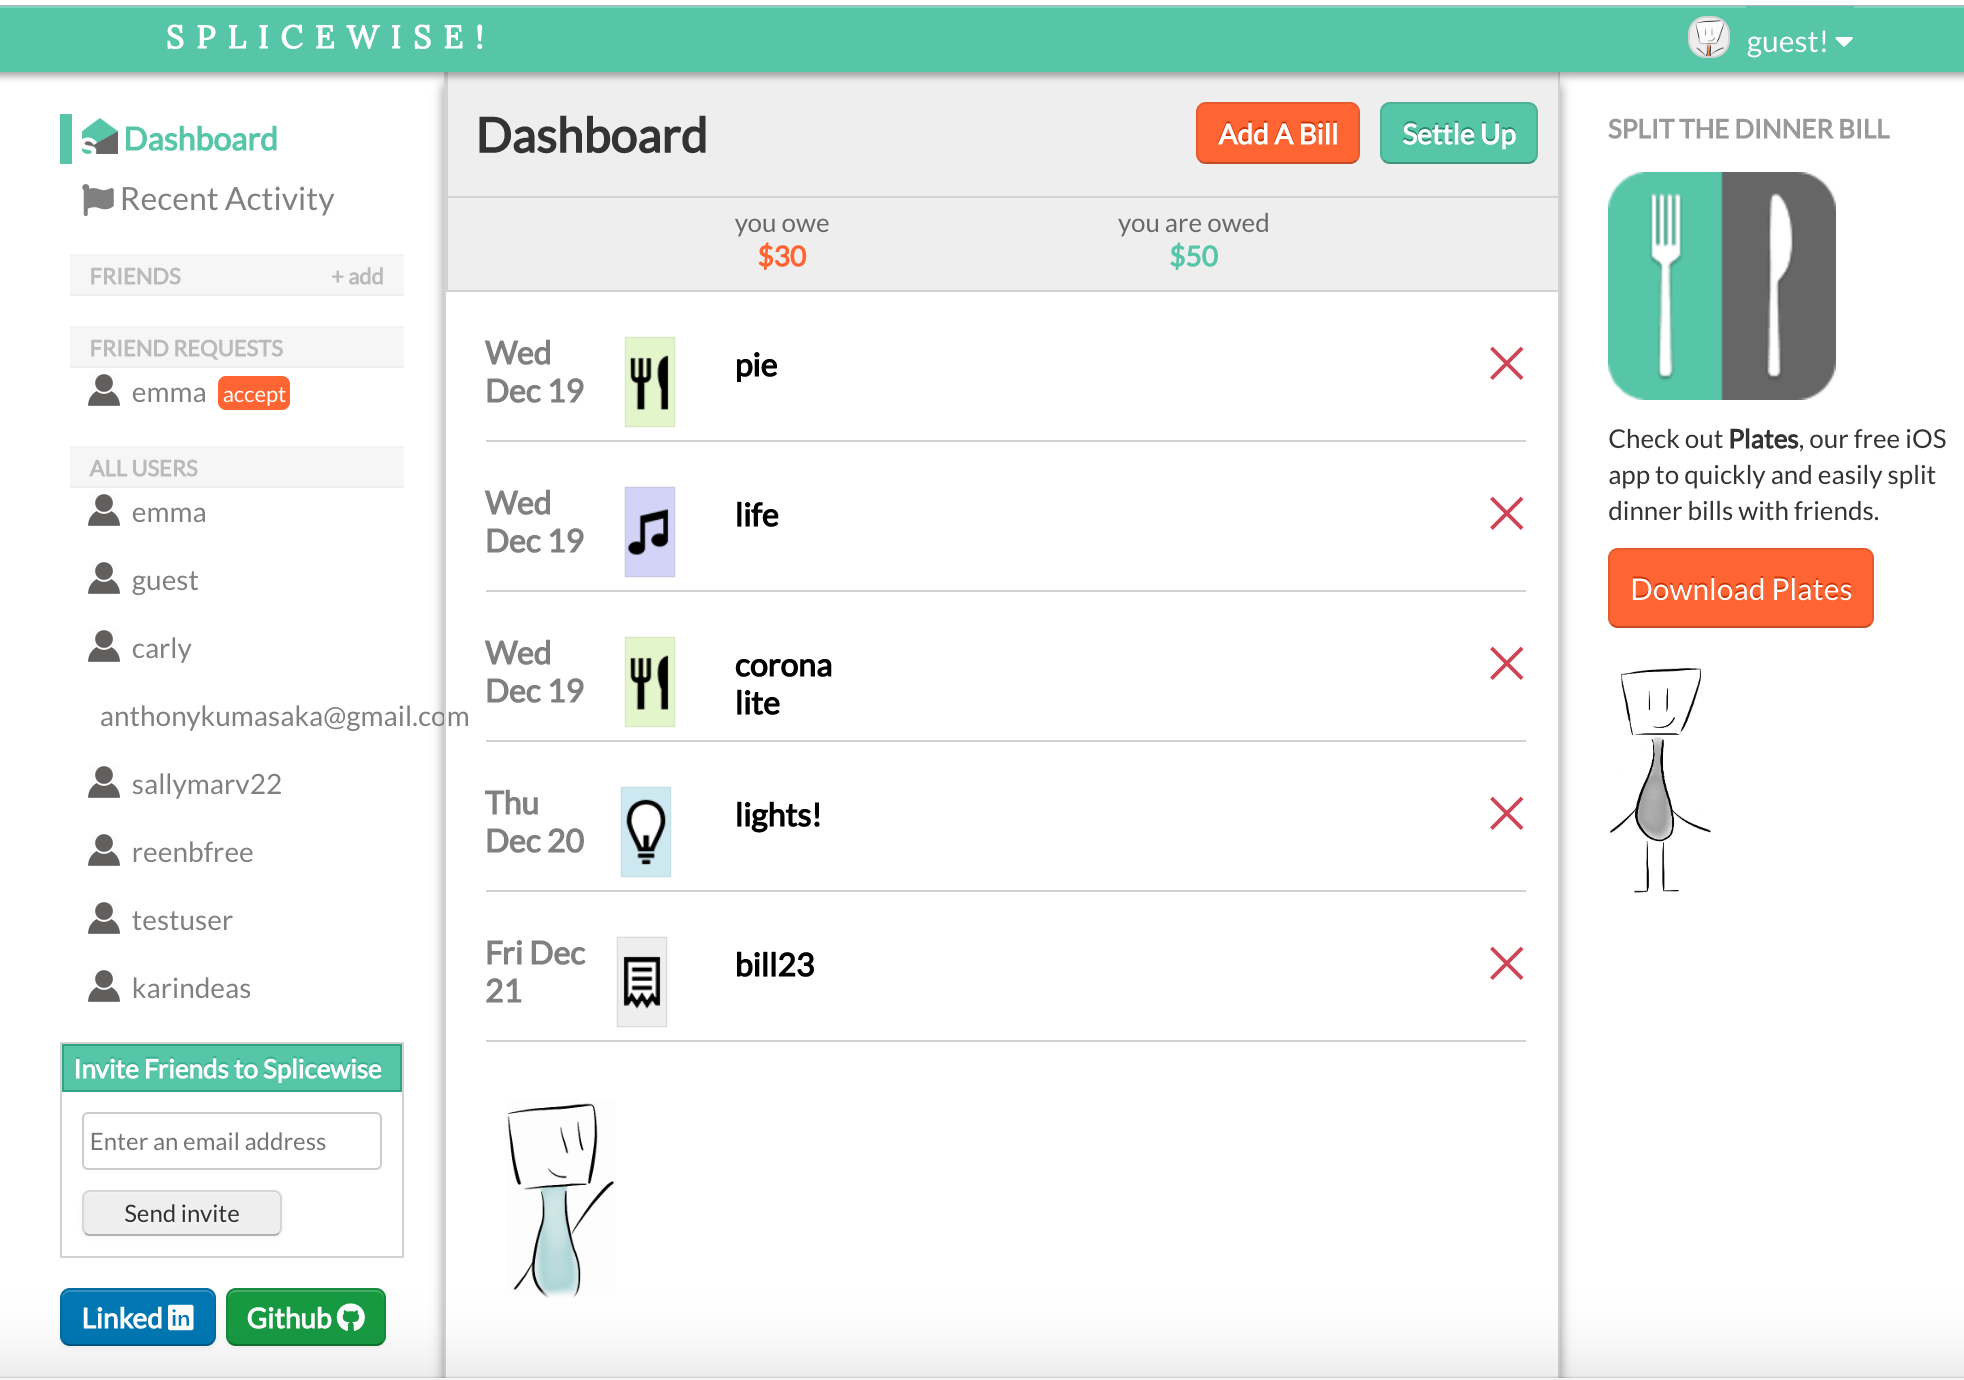 SPLICEWISE!
guest!
Dashboard
Recent Activity
FRIENDS + add
FRIEND REQUESTS
emma accept
ALL USERS
emma
guest
carly
anthonykumasaka@gmail.com
sallymarv22
reenbfree
testuser
karindeas
Invite Friends to Splicewise
Enter an email address
Send invite
Linked in
Github
Dashboard
Add A Bill
Settle Up
you owe
$30
you are owed
$50
Wed
Dec 19
pie
Wed
Dec 19
life
Wed
Dec 19
corona
lite
Thu
Dec 20
lights!
Fri Dec
21
bill23
SPLIT THE DINNER BILL
Check out Plates, our free iOS
app to quickly and easily split
dinner bills with friends.
Download Plates